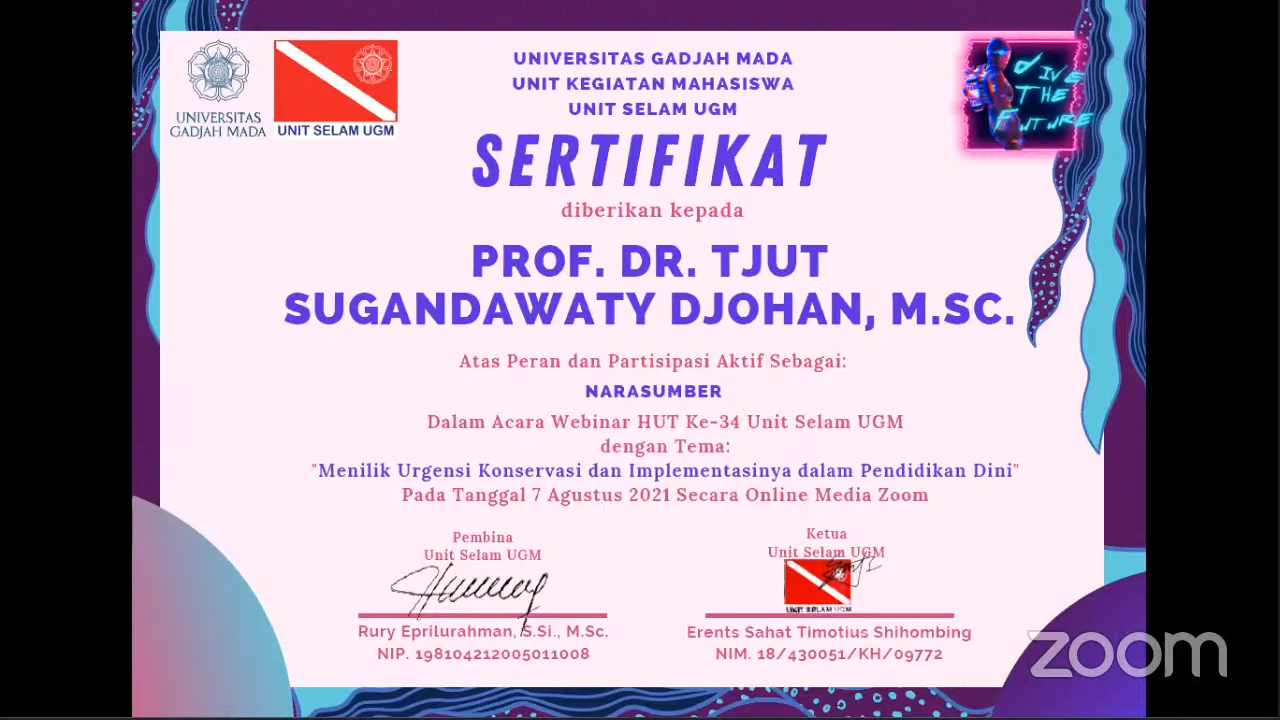 UNIVERSITAS
GADJAH MADA
UNIT SELAM UGM
UNIVERSITAS GADJAH MADA
UNIT KEGIATAN MAHASISWA
UNIT SELAM UGM
DIVE
THE
FUTURE
SERTIFIKAT
diberikan kepada
PROF. DR. TJUT
SUGANDAWATY DJOHAN, M.SC.
Atas Peran dan Partisipasi Aktif Sebagai:
NARASUMBER
Dalam Acara Webinar HUT Ke-34 Unit Selam UGM
dengan Tema:
"Menilik Urgensi Konservasi dan Implementasinya dalam Pendidikan Dini"
Pada Tanggal 7 Agustus 2021 Secara Online Media Zoom
Pembina
Unit Selam UGM
Rury Eprilurahman, S.Si., M.Sc.
NIP. 198104212005011008
Ketua
Unit Selam UGM
UNIT SELAM UGM
Erents Sahat Timotius Shihombing
NIM. 18/430051/KH/09772
zoom